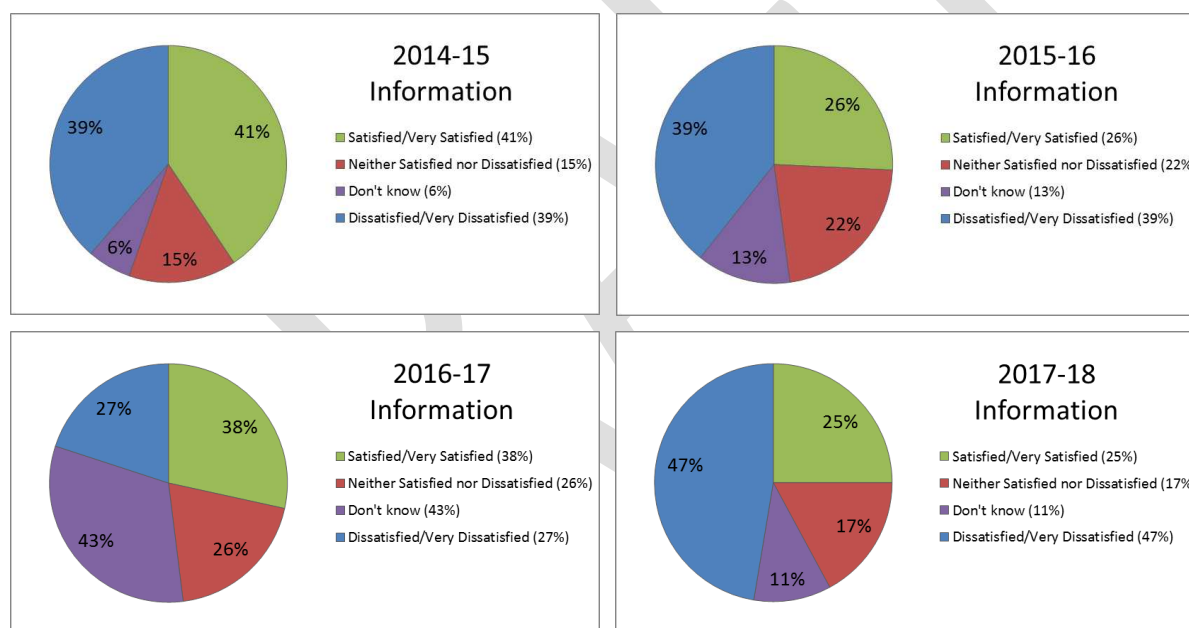 2014-15
Information
41%
15%
6%
39%
Satisfied/Very Satisfied (41%)
Neither Satisfied nor Dissatisfied (15%)
Don't know (6%)
Dissatisfied/Very Dissatisfied (39%)
2015-16
Information
26%
22%
13%
39%
Satisfied/Very Satisfied (26%)
Neither Satisfied nor Dissatisfied (22%
Don't know (13%)
Dissatisfied/Very Dissatisfied (39%)
2016-17
Information
38%
26%
43%
27%
Satisfied/Very Satisfied (38%)
Neither Satisfied nor Dissatisfied (26%)
Don't know (43%)
Dissatisfied/Very Dissatisfied (27%)
2017-18
Information
25%
17%
11%
47%
Satisfied/Very Satisfied (25%)
Neither Satisfied nor Dissatisfied (17%
Don't know (11%)
Dissatisfied/Very Dissatisfied (47%)